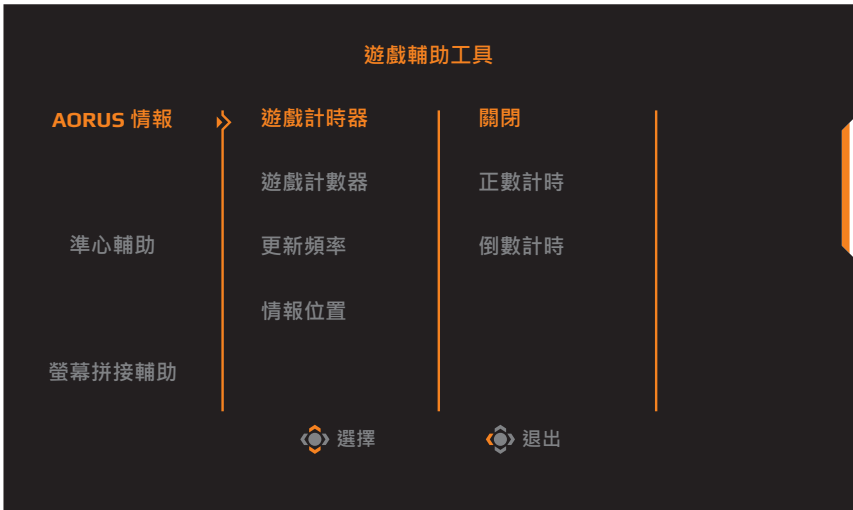 遊戲輔助工具
AORUS 情報 遊戲計時器 關閉
遊戲計數器 正數計時
準心輔助 更新頻率 倒數計時
情報位置
螢幕拼接輔助
選擇 退出